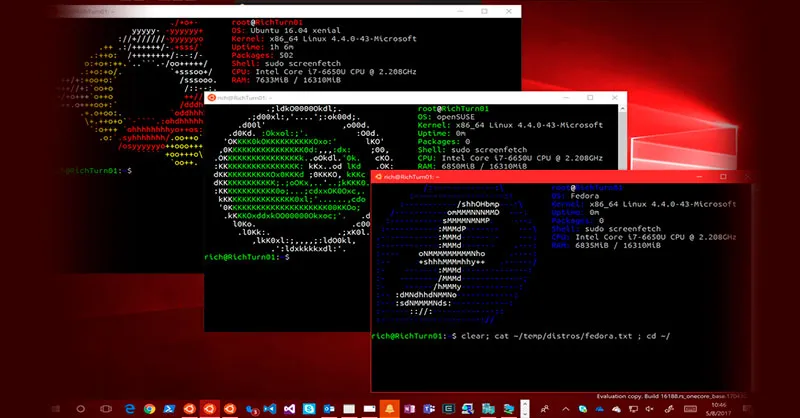 rich@RichTurn01: ~
root@RichTurn01
OS: Ubuntu 16.04 xenial
Kernel: x86_64 Linux 4.4.0-43-Microsoft
Uptime: 1h 6m
Packages: 502
Shell: sudo screenfetch
CPU: Intel Core i7-6650U CPU @ 2.208GHz
RAM: 7633MiB / 16310MiB
rich@RichTurn01:~$
rich@RichTurn01: ~
root@RichTurn01
OS: openSUSE
Kernel: x86_64 Linux 4.4.0-43-Microsoft
Uptime: 0m
Packages: 0
Shell: sudo screenfetch
CPU: Intel Core i7-6650U CPU @ 2.208GHz
RAM: 6850MiB / 16310MiB
rich@RichTurn01:~$
rich@RichTurn01: ~
root@RichTurn01
OS: Fedora
Kernel: x86_64 Linux 4.4.0-43-Microsoft
Uptime: 0m
Packages: 0
Shell: sudo screenfetch
CPU: Intel Core i7-6650U CPU @ 2.208GHz
RAM: 6835MiB / 16310MiB
rich@RichTurn01:~$ clear; cat ~/temp/distros/fedora.txt ; cd ~/
Evaluation copy. Build 16188.rs_onecore_base.
10:46
5/8/2017